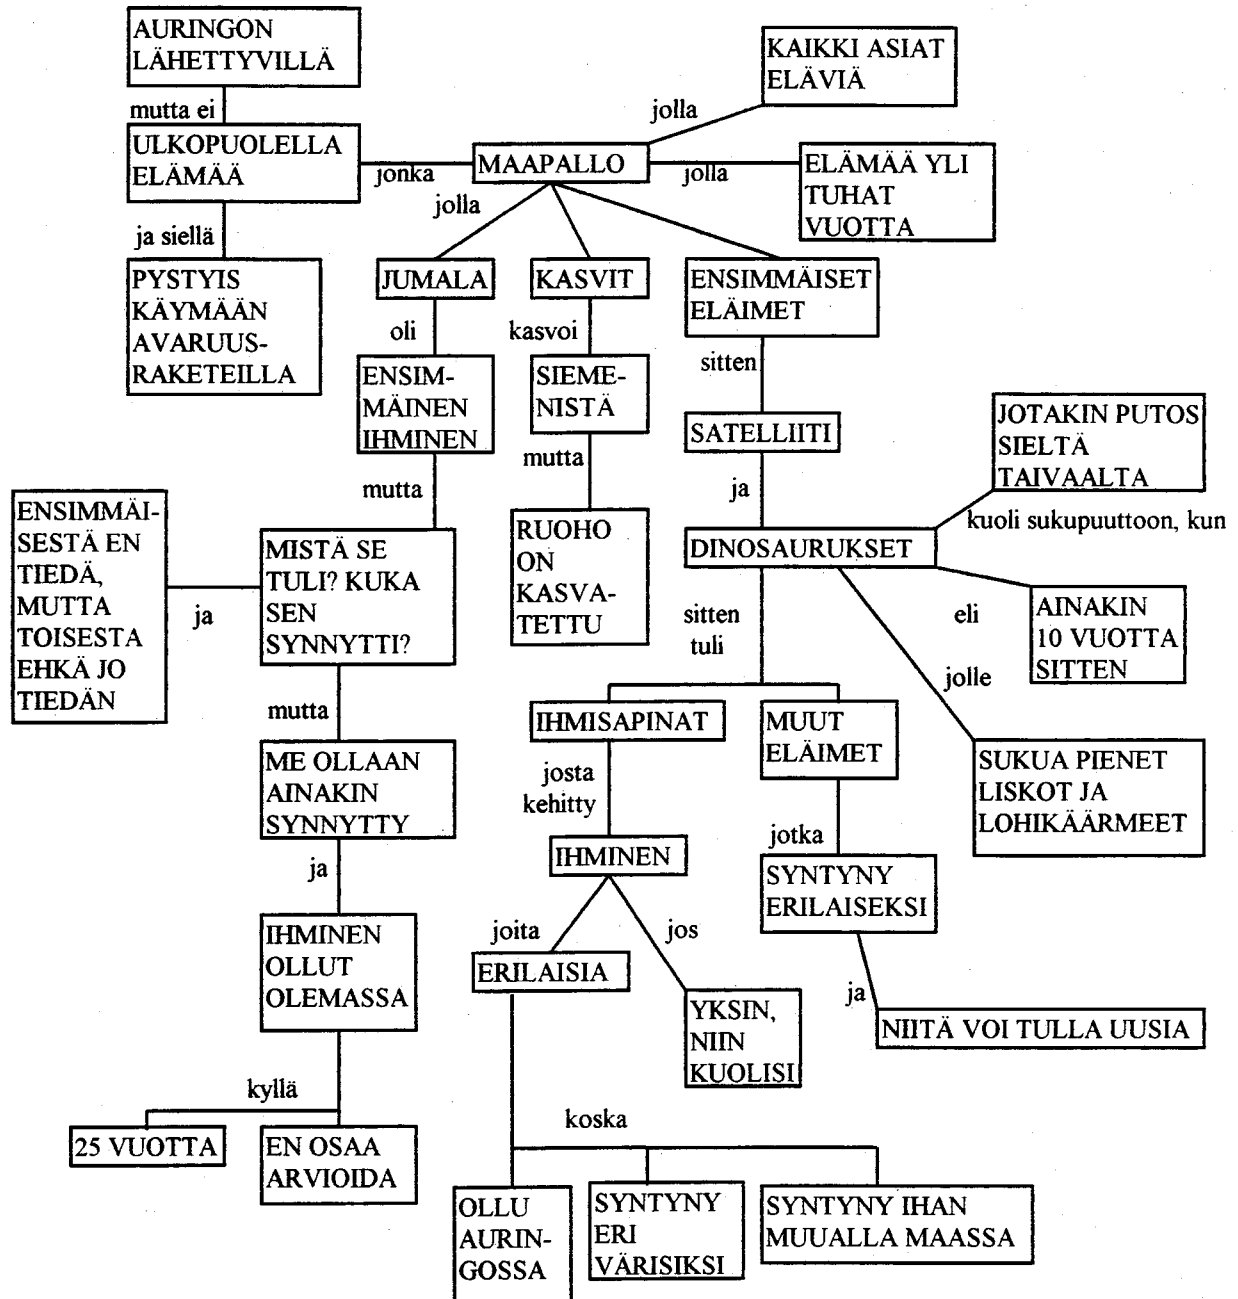 AURINGON
LÄHETTYVILLÄ
mutta ei
ULKOPUOLELLA
ELÄMÄÄ
ja siellä
PYSTYIS
KÄYMÄÄN
AVARUUS-
RAKETEILLA
jonka
MAAPALLO
jolla
KAIKKI ASIAT
ELÄVIÄ
jolla
ELÄMÄÄ YLI
TUHAT
VUOTTA
jolla
JUMALA
oli
ENSIM-
MÄINEN
IHMINEN
mutta
MISTÄ SE
TULI? KUKA
SEN
SYNNYTTI?
ja
ENSIMMÄI-
SESTÄ EN
TIEDÄ,
MUTTA
TOISESTA
EHKÄ JO
TIEDÄN
mutta
ME OLLAAN
AINAKIN
SYNNYTTY
ja
IHMINEN
OLLUT
OLEMASSA
kyllä
25 VUOTTA
EN OSAA
ARVIOIDA
KASVIT
kasvoi
SIEME-
NISTÄ
mutta
RUOHO
ON
KASVA-
TETTU
ENSIMMÄISET
ELÄIMET
sitten
SATELLIITI
ja
DINOSAURUKSET
kuoli sukupuuttoon, kun
JOTAKIN PUTOS
SIELTÄ
TAIVAALTA
eli
AINAKIN
10 VUOTTA
SITTEN
jolle
SUKUA PIENET
LISKOT JA
LOHIKÄÄRMEET
sitten
tuli
IHMISAPINAT
josta
kehitty
IHMINEN
joita
ERILAISIA
koska
OLLU
AURIN-
GOSSA
SYNTYNY
ERI
VÄRISIKSI
SYNTYNY IHAN
MUUALLA MAASSA
jos
YKSIN,
NIIN
KUOLISI
MUUT
ELÄIMET
jotka
SYNTYNY
ERILAISEKSI
ja
NIITÄ VOI TULLA UUSIA